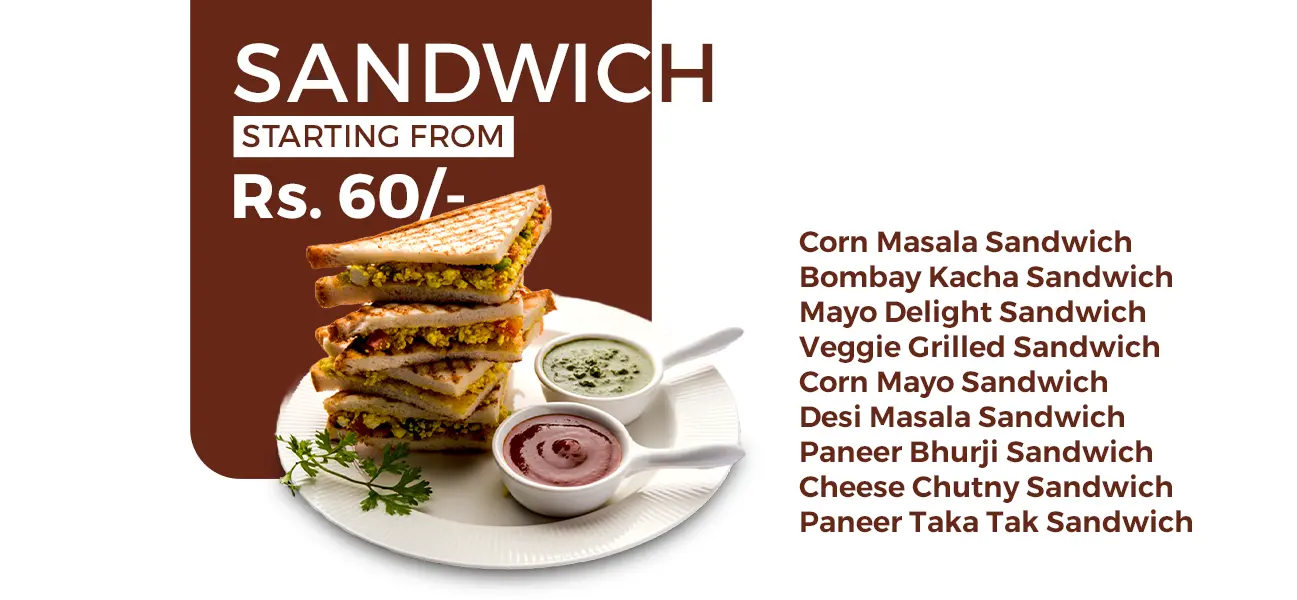 SANDWICH
STARTING FROM
Rs. 60/-
Corn Masala Sandwich
Bombay Kacha Sandwich
Mayo Delight Sandwich
Veggie Grilled Sandwich
Corn Mayo Sandwich
Desi Masala Sandwich
Paneer Bhurji Sandwich
Cheese Chutny Sandwich
Paneer Taka Tak Sandwich